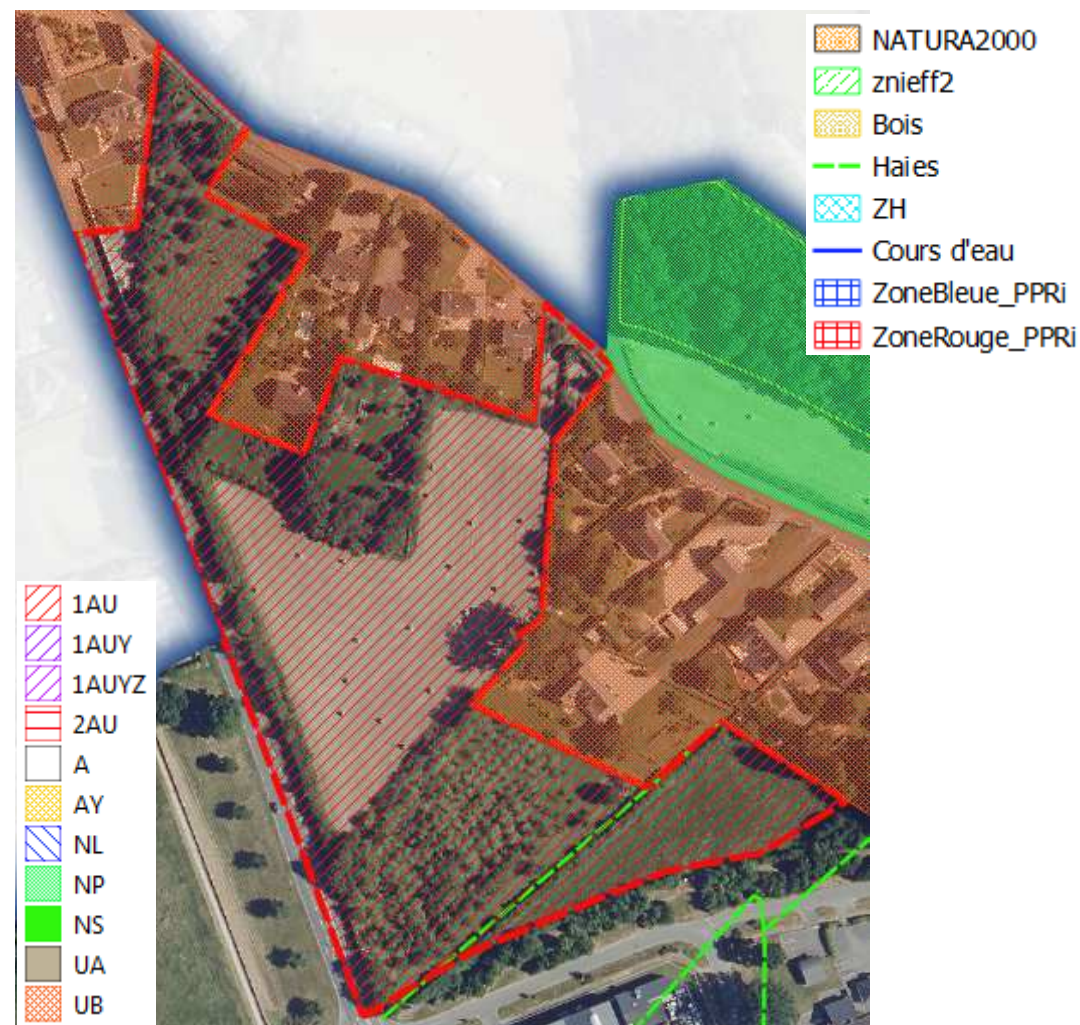 NATURA2000
znieff2
Bois
Haies
ZH
Cours d'eau
ZoneBleue_PPRi
ZoneRouge_PPRi
1AU
1AUY
1AUYZ
2AU
A
AY
NL
NP
NS
UA
UB